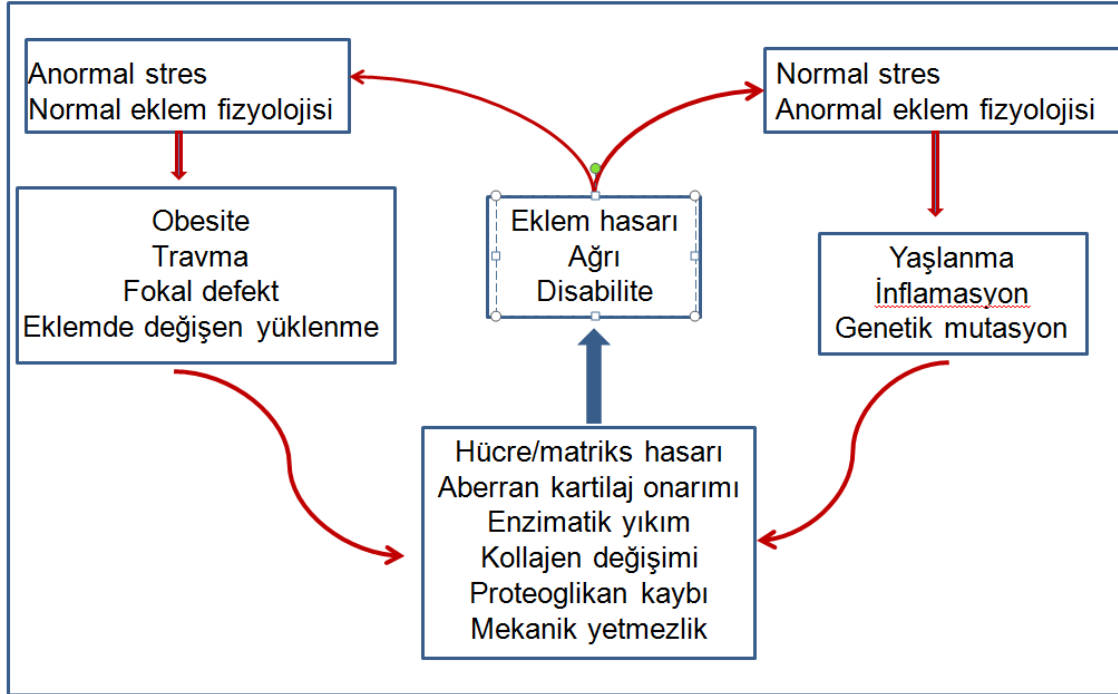 Anormal stres
Normal eklem fizyolojisi
Normal stres
Anormal eklem fizyolojisi
Obesite
Travma
Fokal defekt
Eklemde değişen yüklenme
Eklem hasarı
Ağrı
Disabilite
Yaşlanma
İnflamasyon
Genetik mutasyon
Hücre/matriks hasarı
Aberran kartilaj onarımı
Enzimatik yıkım
Kollajen değişimi
Proteoglikan kaybı
Mekanik yetmezlik